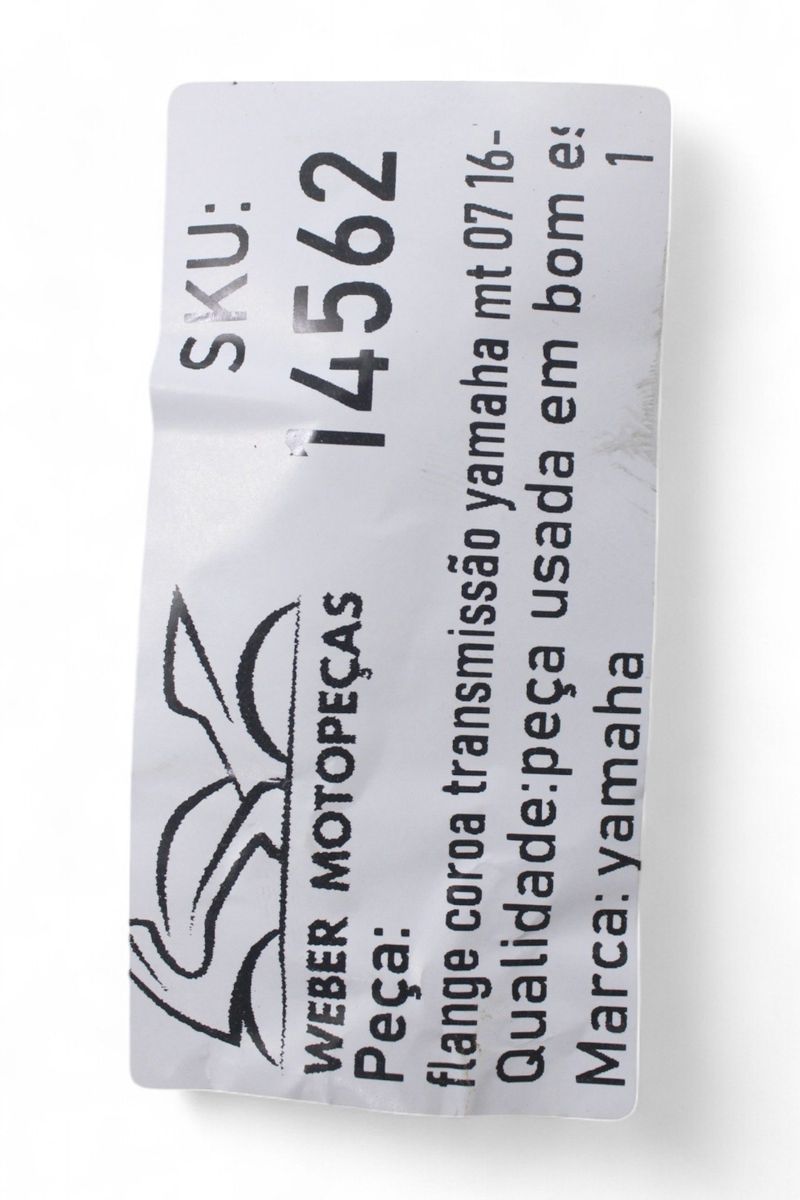 SKU:
14562
WEBER MOTOPEÇAS
Peça:
flange coroa transmissão yamaha mt 07 16-
Qualidade:peça usada em bom es
Marca: yamaha 1